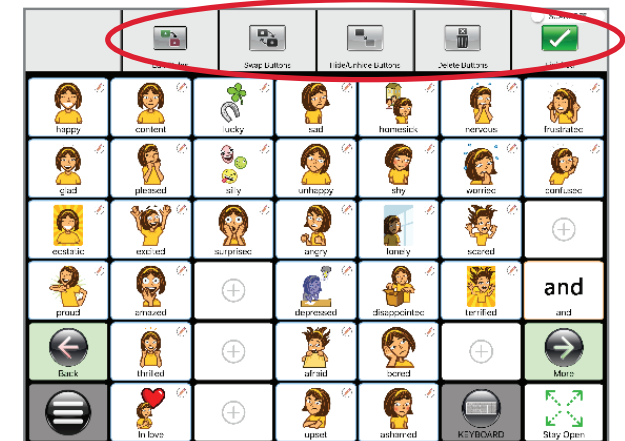 Swap Buttons
Hide/Unhide Buttons
Delete Buttons
happy
content
lucky
sad
homesick
nervous
frustrated
glad
pleased
silly
unhappy
shy
worried
confused
ecstatic
excited
surprised
angry
lonely
scared
proud
amazed
depressed
disappointed
terrified
and
and
Back
thrilled
afraid
bored
More
In love
upset
ashamed
KEYBOARD
Stay Open